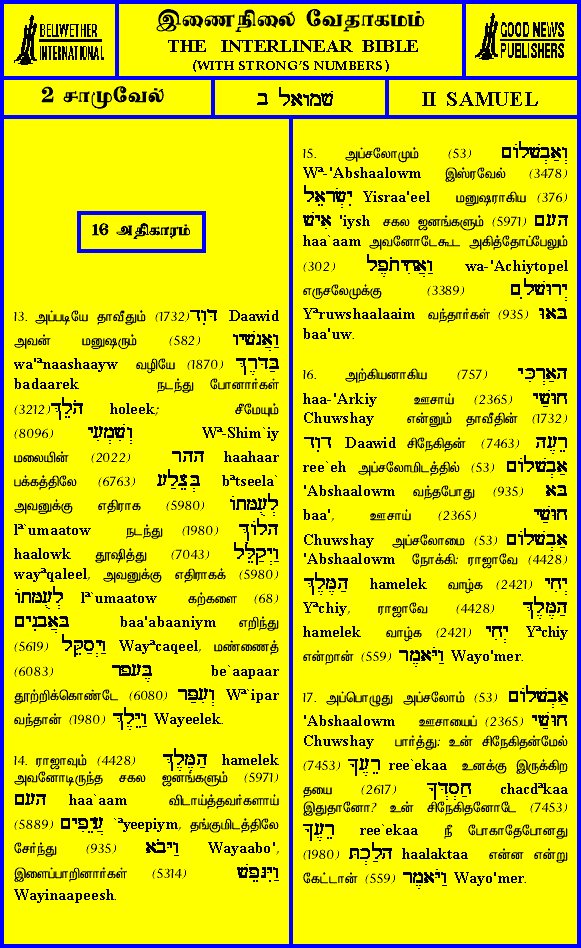 BELLWETHER
INTERNATIONAL
இணைநிலை வேதாகமம்
THE INTERLINEAR BIBLE
(WITH STRONG'S NUMBERS)
GOOD NEWS
PUBLISHERS
2 சாமுவேல்
שמואל ב
II SAMUEL
16 அதிகாரம்
13. அப்படியே தாவீதும் (1732) דּוִד Daawid
அவன் மனுஷரும் (582) וַאֲנשׁיו
wa'ªnaashaayw வழியே (1870) בַּדּרֶךְ
badaarek நடந்து போனார்கள்
(3212) הֹלֵךְ holeek; சீமேயும்
(8096) וְשִׁמְעִי Wª-Shim`iy
மலையின் (2022) ההר haahaar
பக்கத்திலே (6763) בְּצֵלַע bªtseela`
அவனுக்கு எதிராக (5980) לְעֻמּתוֹ
lª`umaatow நடந்து (1980) הלוֹךְ
haalowk தூஷித்து (7043) וַיְקַלֵּל
wayªqaleel, அவனுக்கு எதிராகக் (5980)
לְעֻמּתוֹ lª`umaatow கற்களை (68)
בּאֲבנִים baa'abaaniym எறிந்து
(5619) וַיְסַקֵּל Wayªcaqeel, மண்ணைத்
(6083) בֶּעפר be`aapaar
தூற்றிக்கொண்டே (6080) וְעִפַּר Wª`ipar
வந்தான் (1980) וַיֵּלֶךְ Wayeelek.
14. ராஜாவும் (4428) הַמֶּלֶךְ hamelek
அவனோடிருந்த சகல ஜனங்களும் (5971)
העם haa`aam விடாய்த்தவர்களாய்
(5889) עֲיֵפִים `ªyeepiym, தங்குமிடத்திலே
சேர்ந்து (935) וַיּבֹא Wayaabo',
இளைப்பாறினார்கள் (5314) וַיִּנּפֵשׁ
Wayinaapeesh.
15. அப்சலோமும் (53) וְאַבְשׁלוֹם
Wª-'Abshaalowm இஸ்ரவேல் (3478)
יִשְׂראֵל Yisraa'eel மனுஷராகிய (376)
אִישׁ 'iysh சகல ஜனங்களும் (5971) העם
haa`aam அவனோடேகூட அகித்தோப்பேலும்
(302) וַאֲחִיתֹפֶל wa-'Achiytopel
எருசலேமுக்கு (3389) יְרוּשׁלִם
Yªruwshaalaaim வந்தார்கள் (935) בּאוּ
baa'uw.
16. அற்கியனாகிய (757) האַרְכִּי
haa-'Arkiy ஊசாய் (2365) חוּשַׁי
Chuwshay என்னும் தாவீதின் (1732)
דּוִד Daawid சிநேகிதன் (7463) רֵעֶה
ree`eh அப்சலோமிடத்தில் (53) אַבְשׁלוֹם
'Abshaalowm வந்தபோது (935) בּא
baa', ஊசாய் (2365) חוּשַׁי
Chuwshay அப்சலோமை (53) אַבְשׁלוֹם
'Abshaalowm நோக்கி: ராஜாவே (4428)
הַמֶּלֶךְ hamelek வாழ்க (2421) יְחִי
Yªchiy, ராஜாவே (4428) הַמֶּלֶךְ
hamelek வாழ்க (2421) יְחִי Yªchiy
என்றான் (559) וַיֹּאמֶר Wayo'mer.
17. அப்பொழுது அப்சலோம் (53) אַבְשׁלוֹם
'Abshaalowm ஊசாயைப் (2365) חוּשַׁי
Chuwshay பார்த்து: உன் சிநேகிதன்மேல்
(7453) רֵעֶךָ ree`ekaa உனக்கு இருக்கிற
தயை (2617) חַסְדְּךָ chacdªkaa
இதுதானோ? உன் சிநேகிதனோடே (7453)
רֵעֶךָ ree`ekaa நீ போகாதேபோனது
(1980) הלַכְתּ haalaktaa என்ன என்று
கேட்டான் (559) וַיֹּאמֶר Wayo'mer.